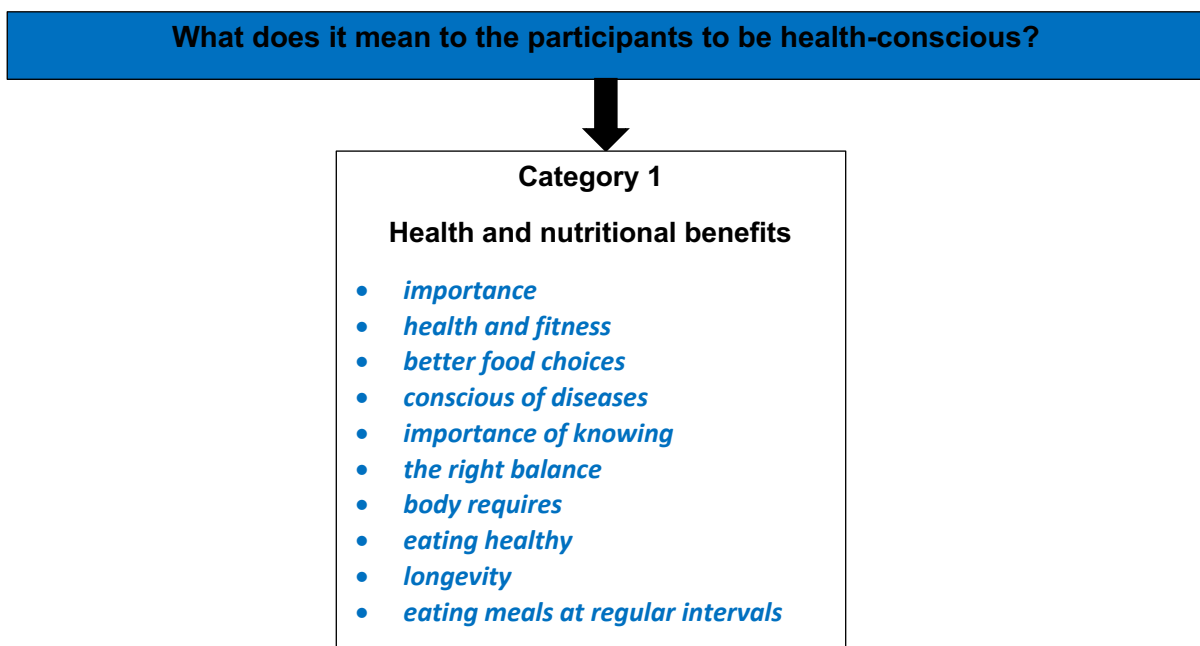 What does it mean to the participants to be health-conscious?
Category 1
Health and nutritional benefits
• importance
• health and fitness
• better food choices
• conscious of diseases
• importance of knowing
• the right balance
• body requires
• eating healthy
• longevity
• eating meals at regular intervals